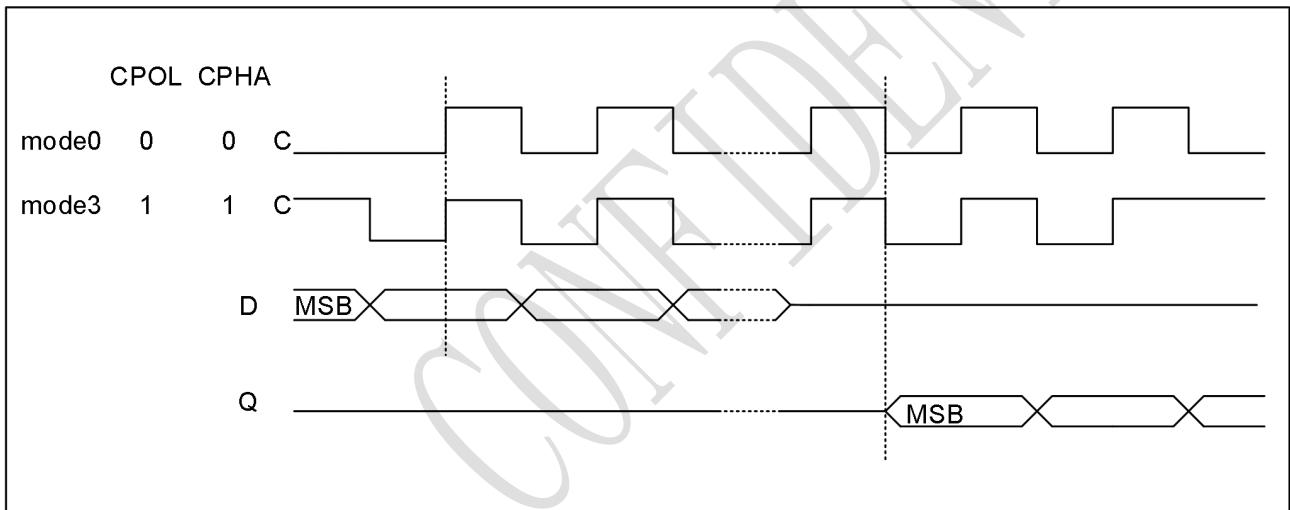 CPOL CPHA
mode0 0 0 C
mode3 1 1 C
D MSB
Q MSB